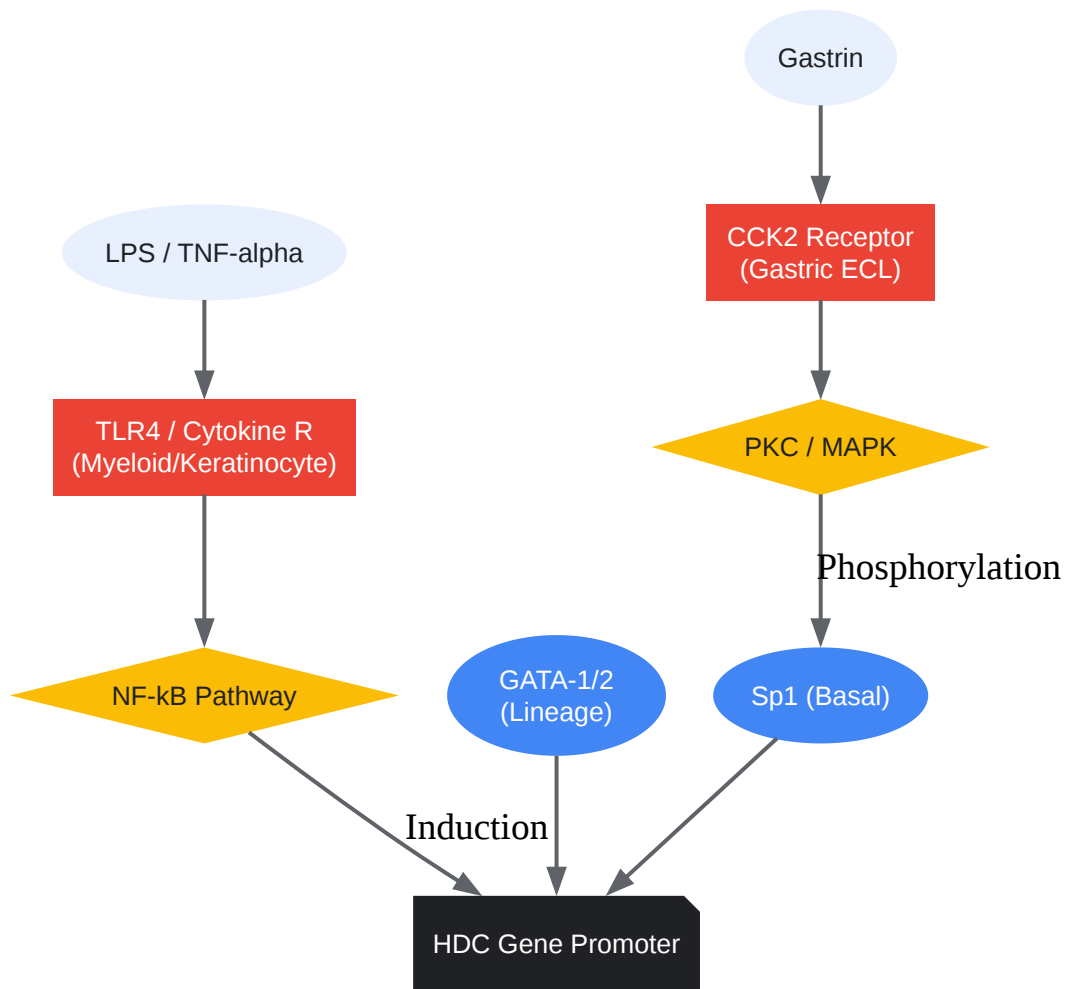 Gastrin
LPS / TNF-alpha
CCK2 Receptor
(Gastric ECL)
TLR4 / Cytokine R
(Myeloid/Keratinocyte)
PKC / MAPK
Phosphorylation
NF-kB Pathway
GATA-1/2
(Lineage)
Sp1 (Basal)
Induction
HDC Gene Promoter